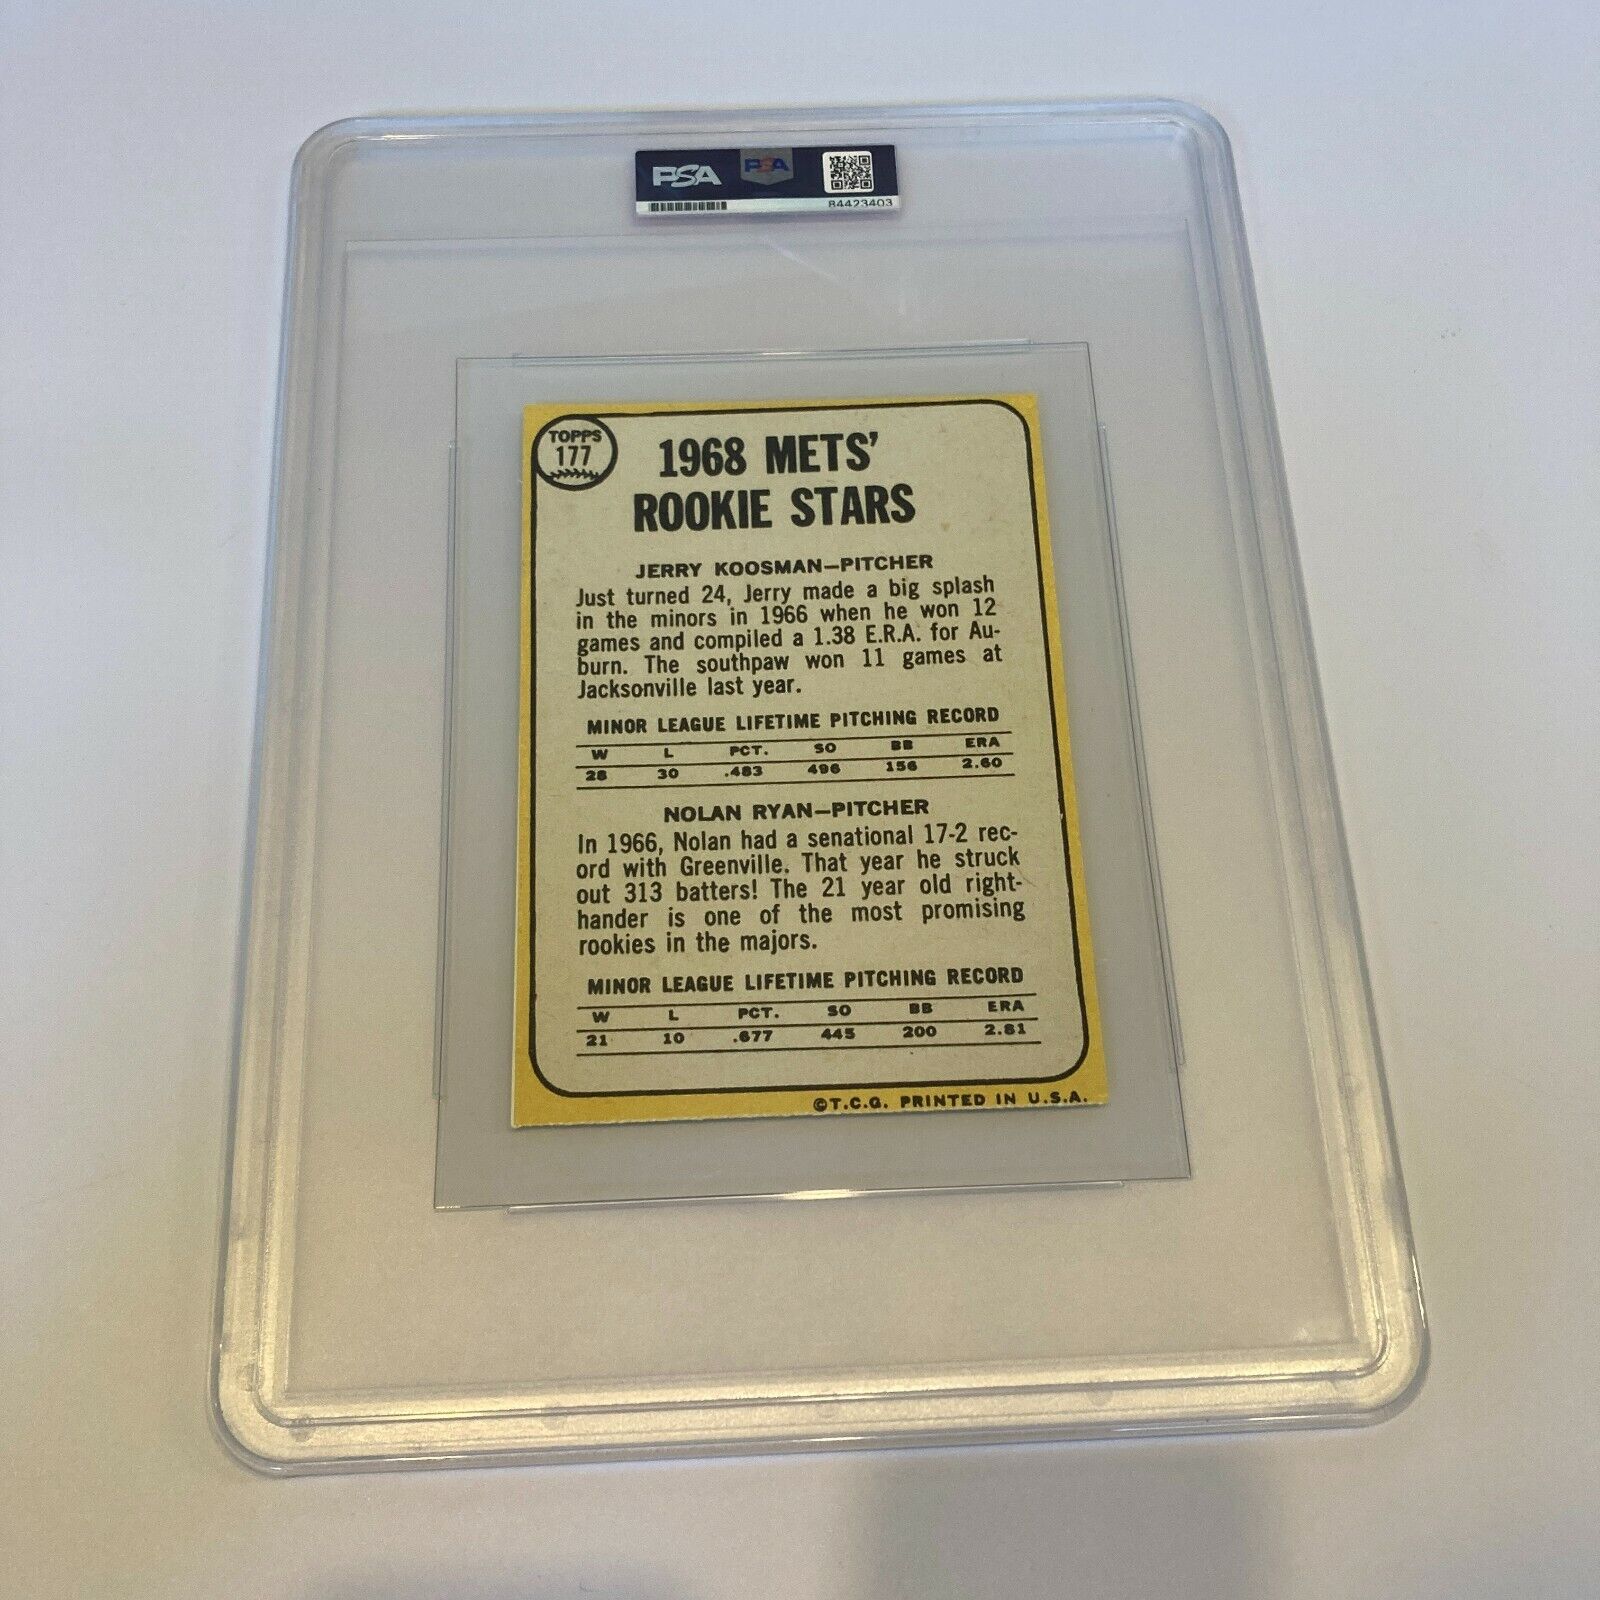 PSA PSA
84423403
TOPPS
177
1968 METS'
ROOKIE STARS
JERRY KOOSMAN—PITCHER
Just turned 24, Jerry made a big splash
in the minors in 1966 when he won 12
games and compiled a 1.38 E.R.A. for Au-
burn. The southpaw won 11 games at
Jacksonville last year.
MINOR LEAGUE LIFETIME PITCHING RECORD
W L PCT. SO BB ERA
28 30 .483 496 156 2.60
NOLAN RYAN—PITCHER
In 1966, Nolan had a senational 17-2 rec-
ord with Greenville. That year he struck
out 313 batters! The 21 year old right-
hander is one of the most promising
rookies in the majors.
MINOR LEAGUE LIFETIME PITCHING RECORD
W L PCT. SO BB ERA
21 10 .677 445 200 2.81
©T.C.G. PRINTED IN U.S.A.